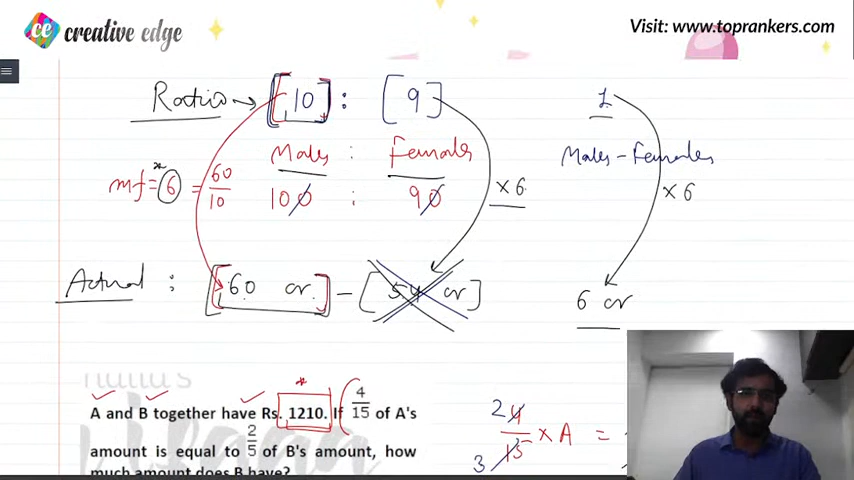 ce creative edge
Visit: www.toprankers.com
Ratio → [10] : [9] 1
Males : Females Males - Females
mf = 6 = 60/10 100 : 90 × 6 × 6
Actual : [60 cr.] - [54 cr] 6 cr
A and B together have Rs. 1210. If 4/15 of A's
amount is equal to 2/5 of B's amount, how
much amount does B have?
2 4/15 × A =
3